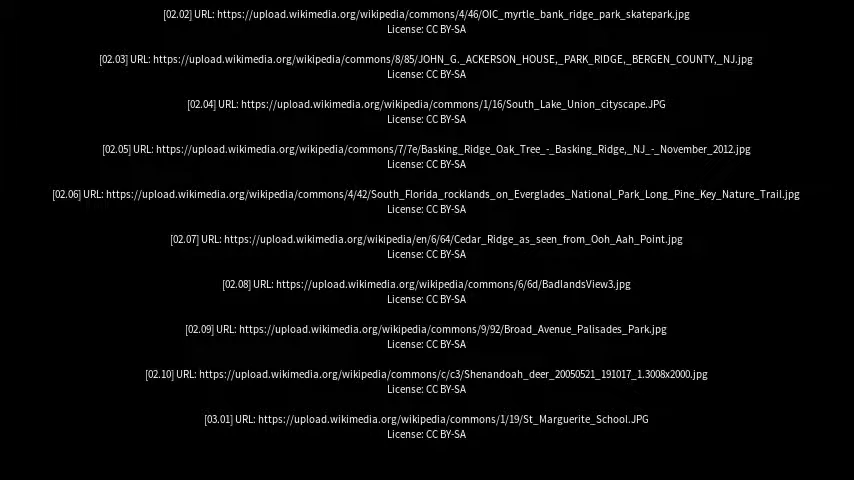 [02.02] URL: https://upload.wikimedia.org/wikipedia/commons/4/46/OIC_myrtle_bank_ridge_park_skatepark.jpg
License: CC BY-SA
[02.03] URL: https://upload.wikimedia.org/wikipedia/commons/8/85/JOHN_G._ACKERSON_HOUSE,_PARK_RIDGE,_BERGEN_COUNTY,_NJ.jpg
License: CC BY-SA
[02.04] URL: https://upload.wikimedia.org/wikipedia/commons/1/16/South_Lake_Union_cityscape.JPG
License: CC BY-SA
[02.05] URL: https://upload.wikimedia.org/wikipedia/commons/7/7e/Basking_Ridge_Oak_Tree_-_Basking_Ridge,_NJ_-_November_2012.jpg
License: CC BY-SA
[02.06] URL: https://upload.wikimedia.org/wikipedia/commons/4/42/South_Florida_rocklands_on_Everglades_National_Park_Long_Pine_Key_Nature_Trail.jpg
License: CC BY-SA
[02.07] URL: https://upload.wikimedia.org/wikipedia/en/6/64/Cedar_Ridge_as_seen_from_Ooh_Aah_Point.jpg
License: CC BY-SA
[02.08] URL: https://upload.wikimedia.org/wikipedia/commons/6/6d/BadlandsView3.jpg
License: CC BY-SA
[02.09] URL: https://upload.wikimedia.org/wikipedia/commons/9/92/Broad_Avenue_Palisades_Park.jpg
License: CC BY-SA
[02.10] URL: https://upload.wikimedia.org/wikipedia/commons/c/c3/Shenandoah_deer_20050521_191017_1.3008x2000.jpg
License: CC BY-SA
[03.01] URL: https://upload.wikimedia.org/wikipedia/commons/1/19/St_Marguerite_School.JPG
License: CC BY-SA